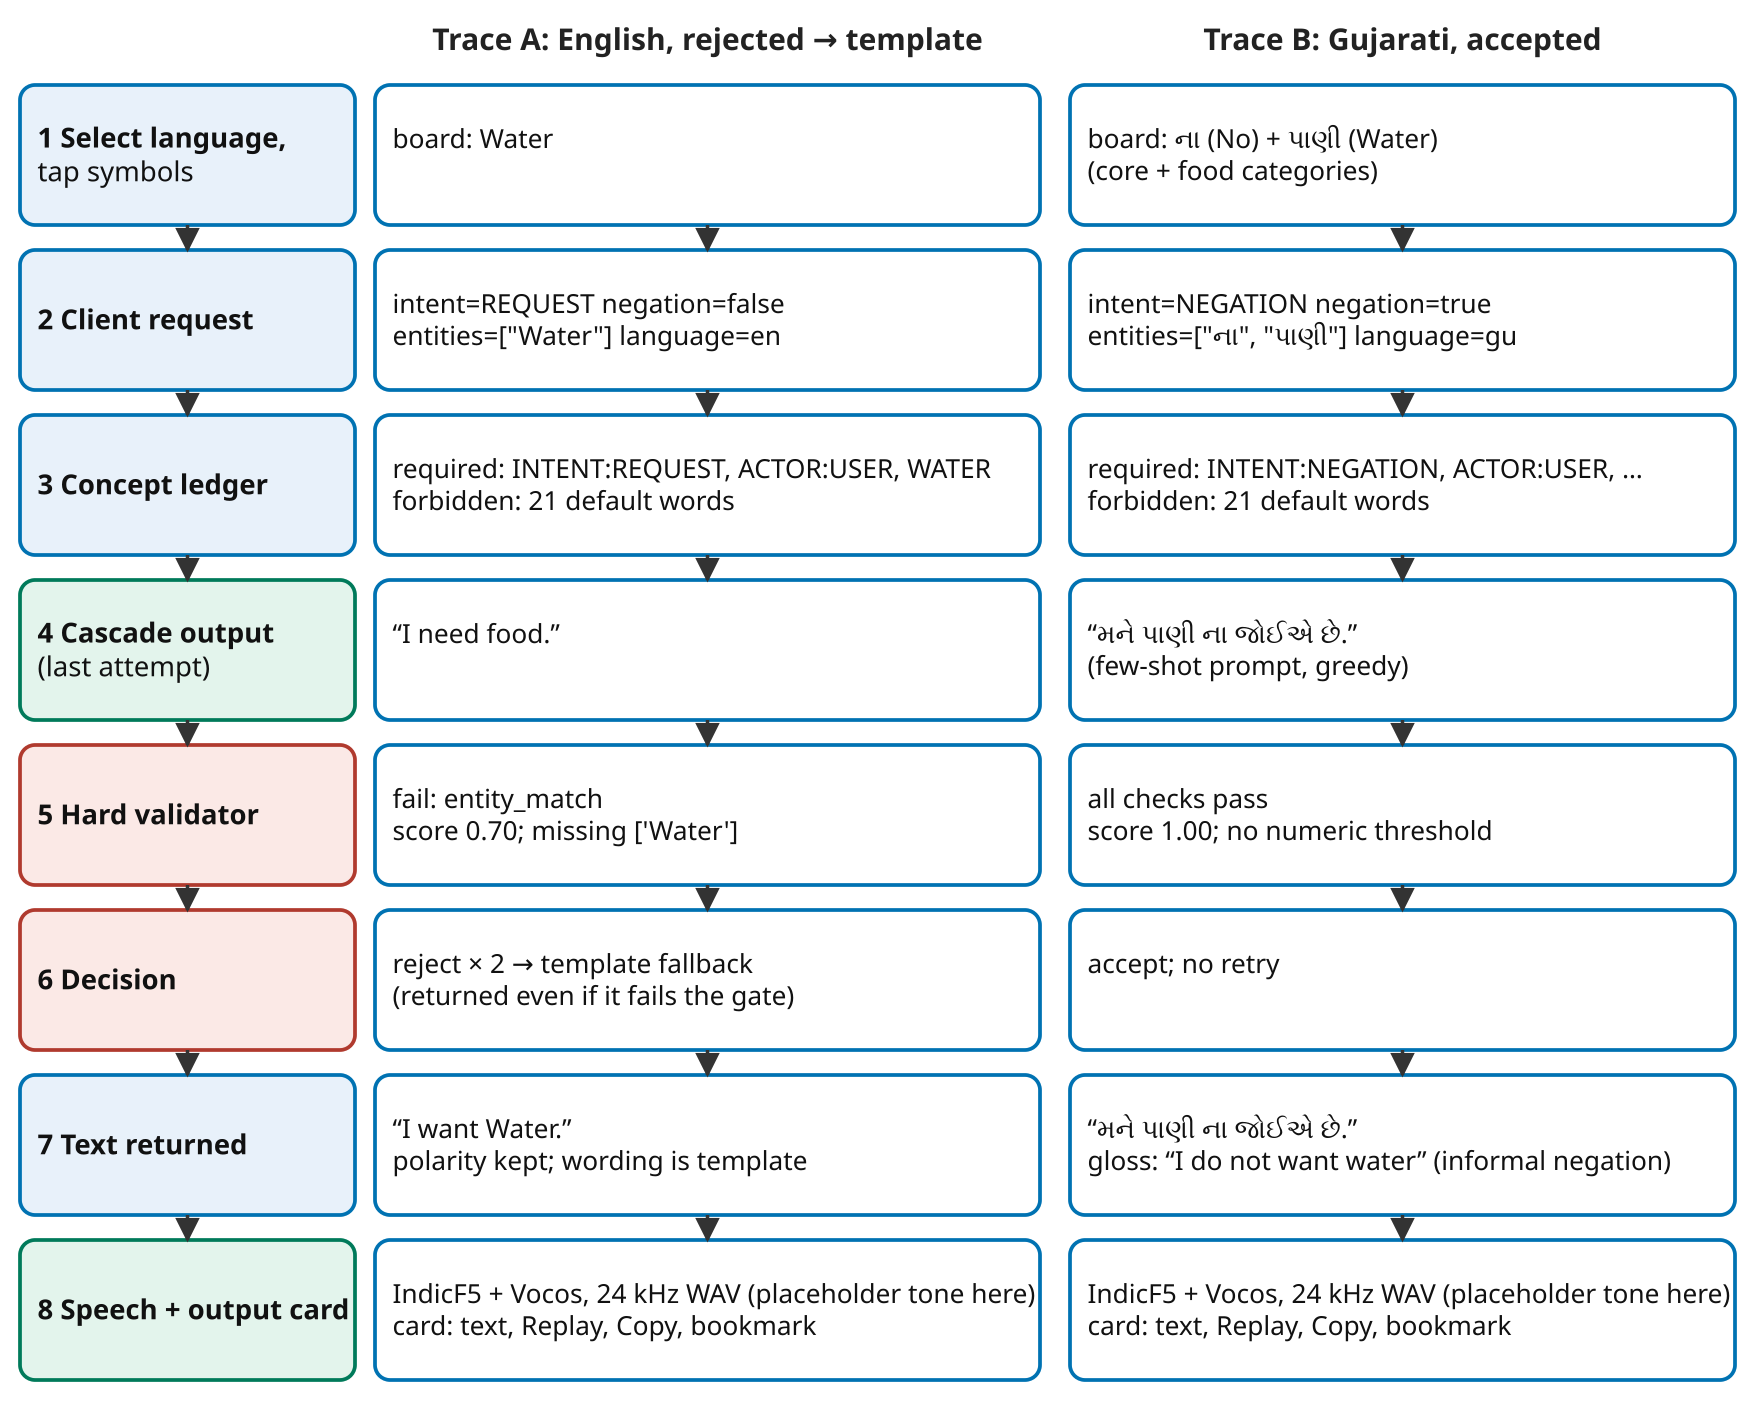 Trace A: English, rejected → template
Trace B: Gujarati, accepted
1 Select language,
tap symbols
board: Water
board: ના (No) + પાણી (Water)
(core + food categories)
2 Client request
intent=REQUEST negation=false
entities=["Water"] language=en
intent=NEGATION negation=true
entities=["ના", "પાણી"] language=gu
3 Concept ledger
required: INTENT:REQUEST, ACTOR:USER, WATER
forbidden: 21 default words
required: INTENT:NEGATION, ACTOR:USER, ...
forbidden: 21 default words
4 Cascade output
(last attempt)
“I need food.”
“મને પાણી ના જોઈએ છે.”
(few-shot prompt, greedy)
5 Hard validator
fail: entity_match
score 0.70; missing ['Water']
all checks pass
score 1.00; no numeric threshold
6 Decision
reject × 2 → template fallback
(returned even if it fails the gate)
accept; no retry
7 Text returned
“I want Water.”
polarity kept; wording is template
“મને પાણી ના જોઈએ છે.”
gloss: “I do not want water” (informal negation)
8 Speech + output card
IndicF5 + Vocos, 24 kHz WAV (placeholder tone here)
card: text, Replay, Copy, bookmark
IndicF5 + Vocos, 24 kHz WAV (placeholder tone here)
card: text, Replay, Copy, bookmark